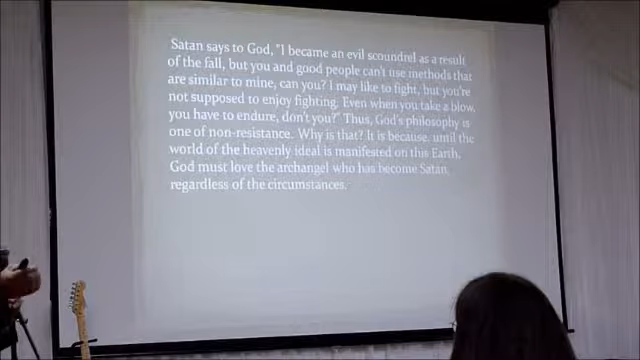 Satan says to God, "I became an evil scoundrel as a result
of the fall, but you and good people can't use methods that
are similar to mine, can you? I may like to fight, but you're
not supposed to enjoy fighting. Even when you take a blow,
you have to endure, don't you?" Thus, God's philosophy is
one of non-resistance. Why is that? It is because, until the
world of the heavenly ideal is manifested on this Earth,
God must love the archangel who has become Satan,
regardless of the circumstances.